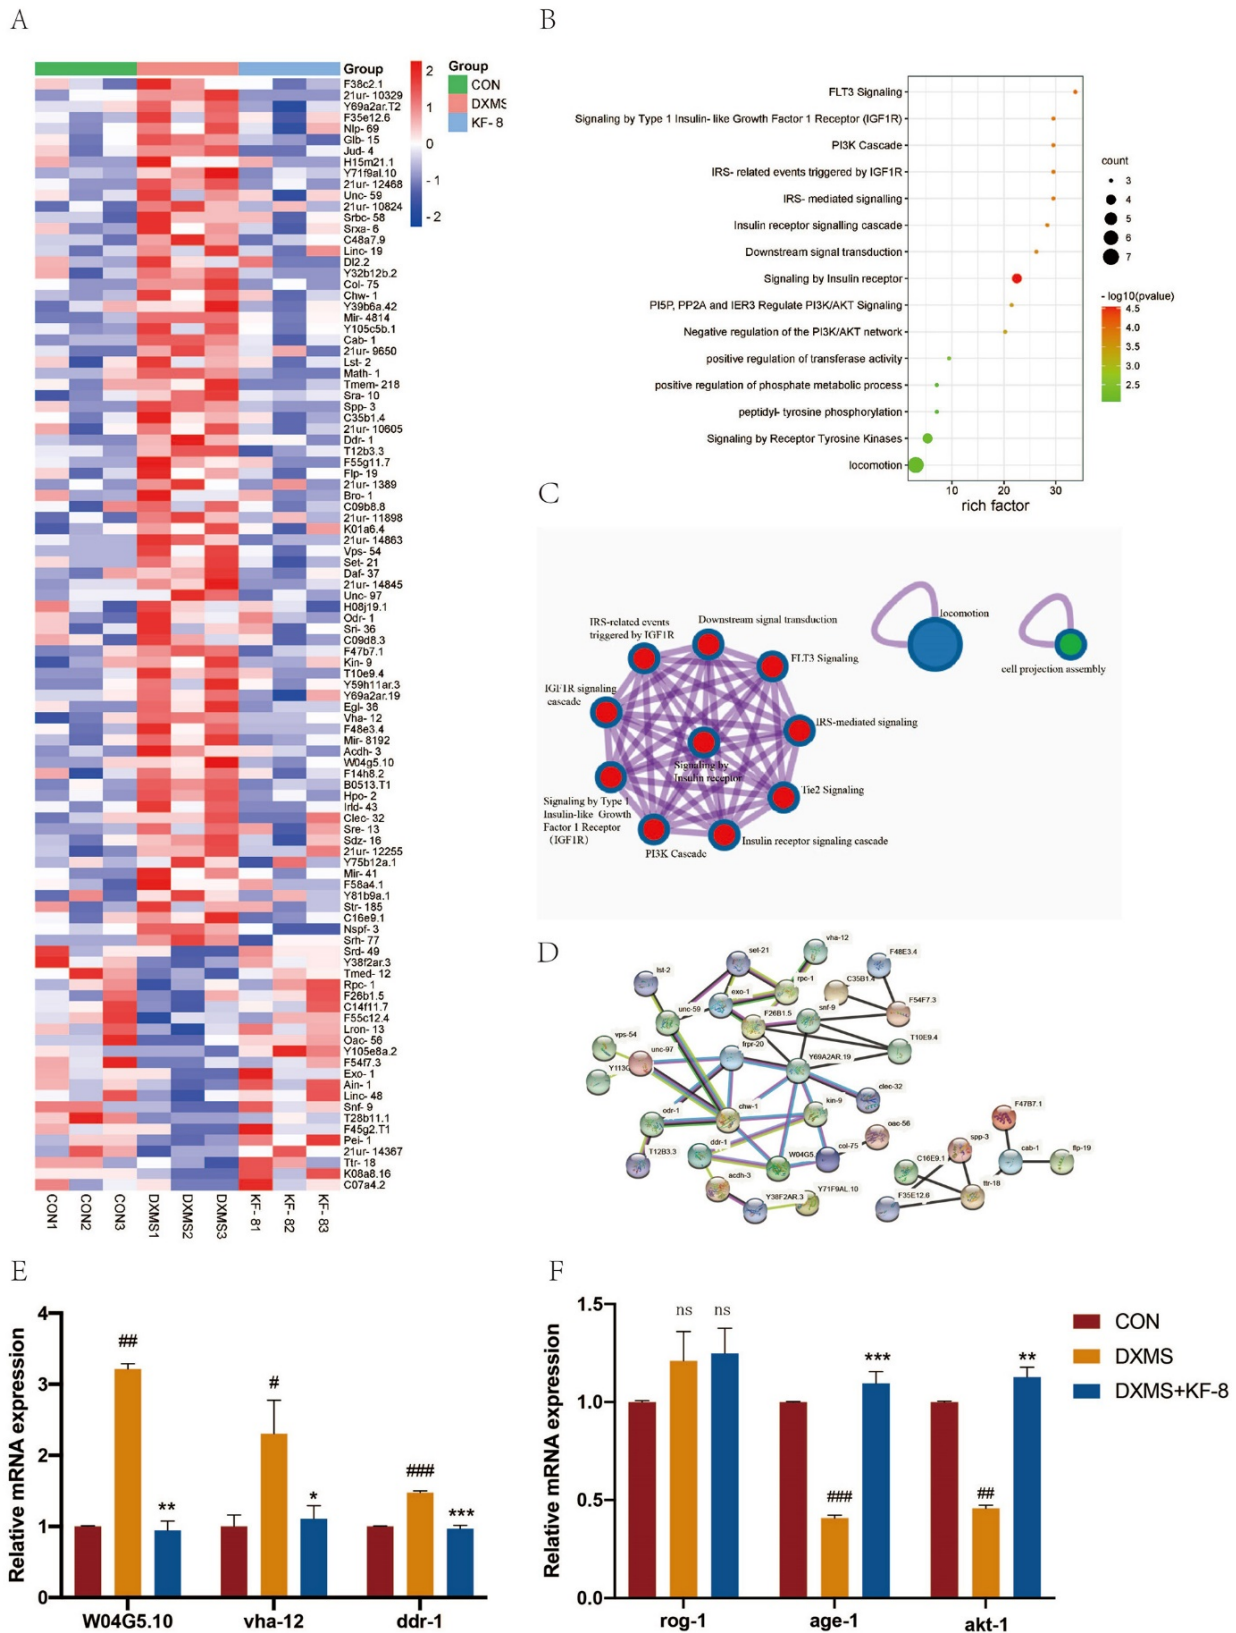 A
Group
F38c2.1
21ur- 10329
Y69a2ar.T2
F35e12.6
Nlp- 69
Glb- 15
Jud- 4
H15m21.1
Y71f9al.10
21ur- 12468
Unc- 59
21ur- 10824
Srbc- 58
Srxa- 6
C48a7.9
Linc- 19
Dl2.2
Y32b12b.2
Col- 75
Chw- 1
Y39b6a.42
Mir- 4814
Y105c5b.1
Cab- 1
21ur- 9650
Lst- 2
Math- 1
Tmem- 218
Sra- 10
Spp- 3
C35b1.4
21ur- 10605
Ddr- 1
T12b3.3
F55g11.7
Flp- 19
21ur- 1389
Bro- 1
C09b8.8
21ur- 11898
K01a6.4
21ur- 14863
Vps- 54
Set- 21
Daf- 37
21ur- 14845
Unc- 97
H08j19.1
Odr- 1
Sri- 36
C09d8.3
F47b7.1
Kin- 9
T10e9.4
Y59h11ar.3
Y69a2ar.19
Egl- 38
Vha- 12
F48e3.4
Mir- 8192
Acdh- 3
W04g5.10
F14h8.2
B0513.T1
Hpo- 2
Irld- 43
Clec- 32
Sre- 13
Sdz- 16
21ur- 12255
Y75b12a.1
Mir- 41
F58a4.1
Y81b9a.1
Str- 185
C16e9.1
Nspf- 3
Srh- 77
Srd- 49
Y38f2ar.3
Tmed- 12
Rpc- 1
F26b1.5
C14f11.7
F55c12.4
Lron- 13
Oac- 56
Y105e8a.2
F54f7.3
Exo- 1
Ain- 1
Linc- 48
Snf- 9
T28b11.1
F45g2.T1
Pei- 1
21ur- 14367
Ttr- 18
K08a8.16
C07a4.2
CON1
CON2
CON3
DXMS1
DXMS2
DXMS3
KF- 81
KF- 82
KF- 83
2
1
0
- 1
- 2
Group
CON
DXMS
KF- 8
B
FLT3 Signaling
Signaling by Type 1 Insulin- like Growth Factor 1 Receptor (IGF1R)
PI3K Cascade
IRS- related events triggered by IGF1R
IRS- mediated signalling
Insulin receptor signalling cascade
Downstream signal transduction
Signaling by Insulin receptor
PI5P, PP2A and IER3 Regulate PI3K/AKT Signaling
Negative regulation of the PI3K/AKT network
positive regulation of transferase activity
positive regulation of phosphate metabolic process
peptidyl- tyrosine phosphorylation
Signaling by Receptor Tyrosine Kinases
locomotion
10 20 30
rich factor
count
3
4
5
6
7
- log10(pvalue)
4.5
4.0
3.5
3.0
2.5
C
IRS-related events
triggered by IGF1R
Downstream signal transduction
FLT3 Signaling
IGF1R signaling
cascade
IRS-mediated signaling
Signaling by
Insulin receptor
Tie2 Signaling
Signaling by Type 1
Insulin-like Growth
Factor 1 Receptor
(IGF1R)
PI3K Cascade
Insulin receptor signaling cascade
locomotion
cell projection assembly
D
set-21
vha-12
lst-2
rpc-1
F48E3.4
C35B1.4
exo-1
F54F7.3
unc-59
F26B1.5
snf-9
vps-54
unc-97
frpr-20
Y69A2AR.19
T10E9.4
Y113G
clec-32
odr-1
chw-1
kin-9
oac-56
F47B7.1
T12B3.3
ddr-1
W04G5.
col-75
spp-3
cab-1
flp-19
C16E9.1
acdh-3
Y38F2AR.3
Y71F9AL.10
F35E12.6
ttr-18
E
Relative mRNA expression
4
3
2
1
0
##
**
#
*
###
***
W04G5.10 vha-12 ddr-1
F
Relative mRNA expression
1.5
1.0
0.5
0.0
ns ns
###
***
##
**
rog-1 age-1 akt-1
CON
DXMS
DXMS+KF-8